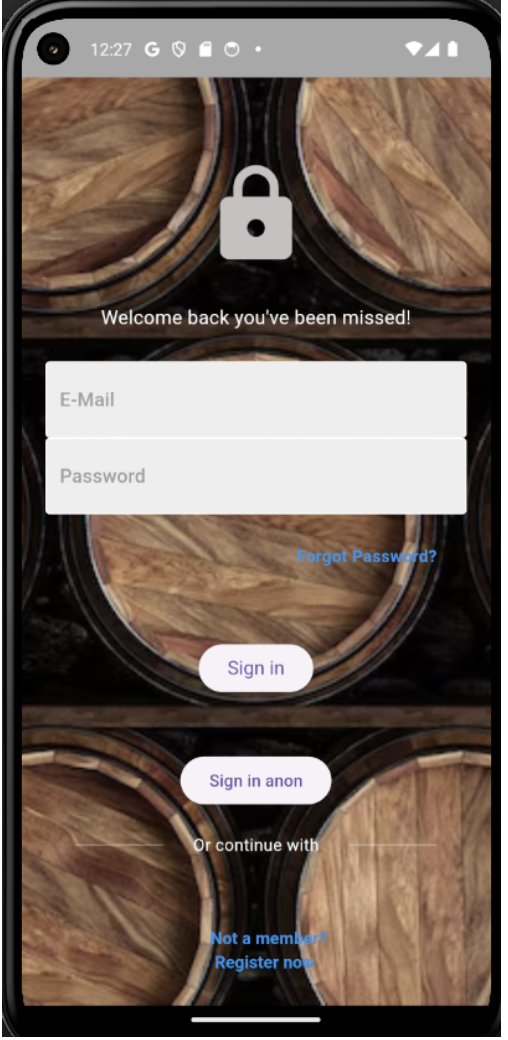 12:27 G
Welcome back you've been missed!
E-Mail
Password
Forgot Password?
Sign in
Sign in anon
Or continue with
Not a member?
Register now